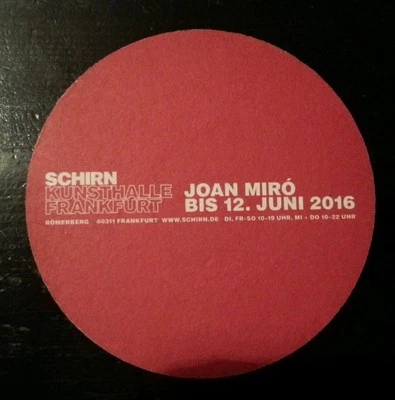 SCHIRN
KUNSTHALLE
FRANKFURT
JOAN MIRÓ
BIS 12. JUNI 2016
RÖMERBERG 60311 FRANKFURT WWW.SCHIRN.DE DI, FR–SO 10–19 UHR, MI + DO 10–22 UHR